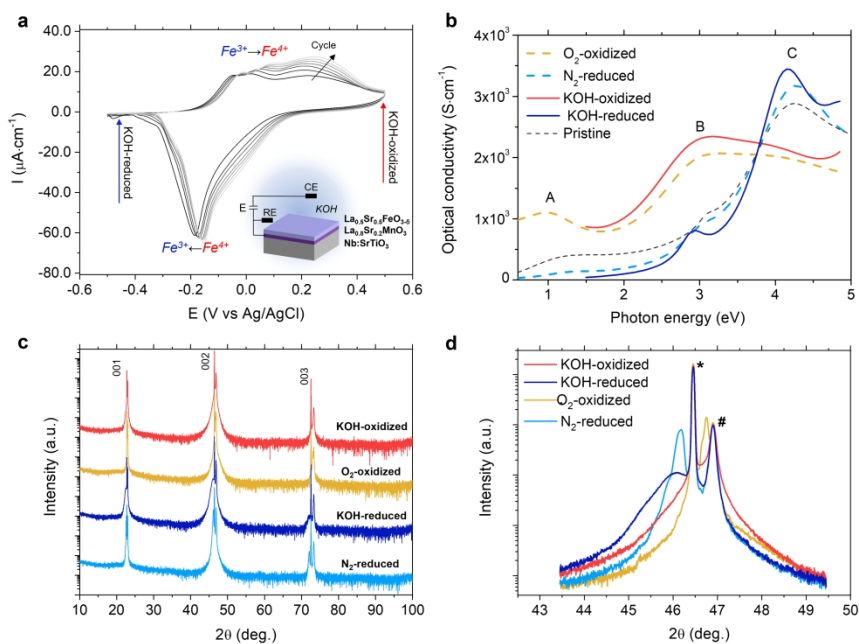 a
Fe³⁺→Fe⁴⁺
Cycle
KOH-reduced
KOH-oxidized
Fe³⁺←Fe⁴⁺
CE
E
RE
KOH
La₀.₅Sr₀.₅FeO₃₋δ
La₀.₈Sr₀.₂MnO₃
Nb:SrTiO₃
I (μA·cm⁻¹)
40.0
20.0
0.0
20.0
40.0
60.0
80.0
-0.6 -0.4 -0.2 0.0 0.2 0.4 0.6
E (V vs Ag/AgCl)
b
O₂-oxidized
N₂-reduced
KOH-oxidized
KOH-reduced
Pristine
A
B
C
Optical conductivty (S·cm⁻¹)
4x10³
3x10³
2x10³
1x10³
0
1 2 3 4 5
Photon energy (eV)
c
001
002
003
KOH-oxidized
O₂-oxidized
KOH-reduced
N₂-reduced
Intensity (a.u.)
10 20 30 40 50 60 70 80 90 100
2θ (deg.)
d
KOH-oxidized
KOH-reduced
O₂-oxidized
N₂-reduced
*
#
Intensity (a.u.)
43 44 45 46 47 48 49 50
2θ (deg.)